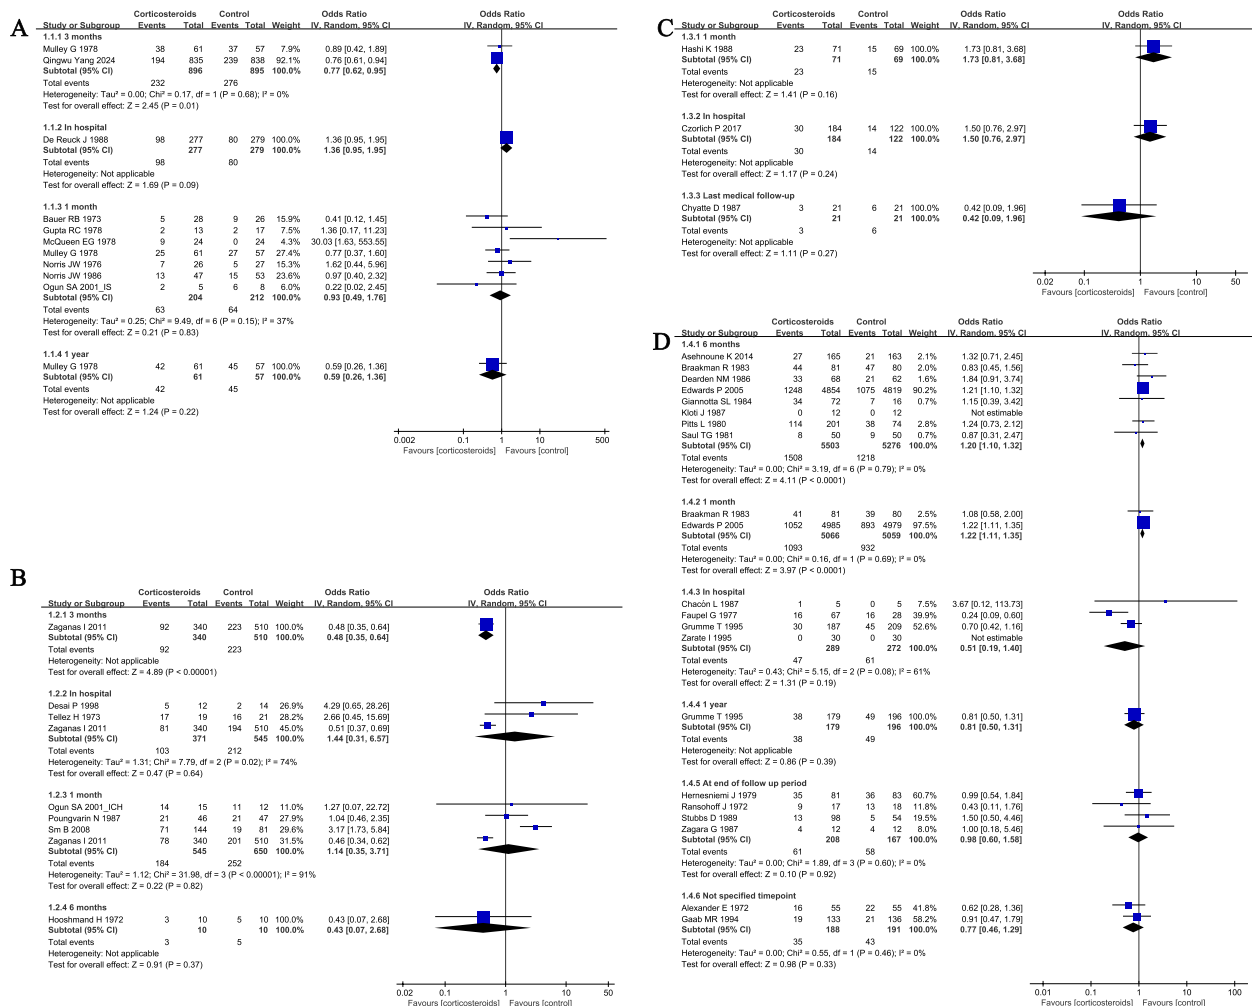 A
Corticosteroids Control Odds Ratio Odds Ratio
Study or Subgroup Events Total Events Total Weight IV, Random, 95% CI IV, Random, 95% CI
1.1.1 3 months
Mulley G 1978 38 61 37 57 7.9% 0.89 [0.42, 1.89]
Qingwu Yang 2024 194 835 239 838 92.1% 0.76 [0.61, 0.94]
Subtotal (95% CI) 896 895 100.0% 0.77 [0.62, 0.95]
Total events 232 276
Heterogeneity: Tau² = 0.00; Chi² = 0.17, df = 1 (P = 0.68); I² = 0%
Test for overall effect: Z = 2.45 (P = 0.01)
1.1.2 In hospital
De Reuck J 1988 98 277 80 279 100.0% 1.36 [0.95, 1.95]
Subtotal (95% CI) 277 279 100.0% 1.36 [0.95, 1.95]
Total events 98 80
Heterogeneity: Not applicable
Test for overall effect: Z = 1.69 (P = 0.09)
1.1.3 1 month
Bauer RB 1973 5 28 9 26 15.9% 0.41 [0.12, 1.45]
Gupta RC 1978 2 13 2 17 8.2% 1.36 [0.17, 11.23]
McQueen EG 1978 9 24 0 24 4.3% 30.03 [1.63, 553.55]
Mulley G 1978 25 61 27 57 27.4% 0.77 [0.37, 1.60]
Norris JW 1976 7 26 5 27 15.7% 1.62 [0.44, 5.96]
Norris JW 1986 13 47 15 53 23.6% 0.97 [0.40, 2.32]
Ogun SA 2001_IS 2 5 6 8 6.0% 0.22 [0.02, 2.45]
Subtotal (95% CI) 204 212 100.0% 0.93 [0.49, 1.76]
Total events 63 64
Heterogeneity: Tau² = 0.25; Chi² = 9.49, df = 6 (P = 0.15); I² = 37%
Test for overall effect: Z = 0.21 (P = 0.83)
1.1.4 1 year
Mulley G 1978 42 61 45 57 100.0% 0.59 [0.26, 1.36]
Subtotal (95% CI) 61 57 100.0% 0.59 [0.26, 1.36]
Total events 42 45
Heterogeneity: Not applicable
Test for overall effect: Z = 1.24 (P = 0.22)
0.002 0.1 1 10 500
Favours [corticosteroids] Favours [control]
B
Corticosteroids Control Odds Ratio Odds Ratio
Study or Subgroup Events Total Events Total Weight IV, Random, 95% CI IV, Random, 95% CI
1.2.1 3 months
Zaganas I 2011 92 340 223 510 100.0% 0.48 [0.35, 0.64]
Subtotal (95% CI) 340 510 100.0% 0.48 [0.35, 0.64]
Total events 92 223
Heterogeneity: Not applicable
Test for overall effect: Z = 4.89 (P < 0.00001)
1.2.2 In hospital
Desai P 1998 5 12 2 14 26.9% 4.29 [0.65, 28.26]
Tellez H 1973 17 19 16 21 28.2% 2.66 [0.45, 15.69]
Zaganas I 2011 81 340 194 510 45.0% 0.51 [0.37, 0.69]
Subtotal (95% CI) 371 545 100.0% 1.44 [0.31, 6.57]
Total events 103 212
Heterogeneity: Tau² = 1.31; Chi² = 7.79, df = 2 (P = 0.02); I² = 74%
Test for overall effect: Z = 0.47 (P = 0.64)
1.2.3 1 month
Ogun SA 2001_ICH 14 15 11 12 11.0% 1.27 [0.07, 22.72]
Poungvarin N 1987 21 46 21 47 27.9% 1.04 [0.46, 2.35]
Sm B 2008 71 144 19 81 29.6% 3.17 [1.73, 5.84]
Zaganas I 2011 78 340 201 510 31.5% 0.46 [0.34, 0.62]
Subtotal (95% CI) 545 650 100.0% 1.14 [0.35, 3.71]
Total events 184 252
Heterogeneity: Tau² = 1.12; Chi² = 31.98, df = 3 (P < 0.00001); I² = 91%
Test for overall effect: Z = 0.22 (P = 0.82)
1.2.4 6 months
Hooshmand H 1972 3 10 5 10 100.0% 0.43 [0.07, 2.68]
Subtotal (95% CI) 10 10 100.0% 0.43 [0.07, 2.68]
Total events 3 5
Heterogeneity: Not applicable
Test for overall effect: Z = 0.91 (P = 0.37)
0.02 0.1 1 10 50
Favours [corticosteroids] Favours [control]
C
Corticosteroids Control Odds Ratio Odds Ratio
Study or Subgroup Events Total Events Total Weight IV, Random, 95% CI IV, Random, 95% CI
1.3.1 1 month
Hashi K 1988 23 71 15 69 100.0% 1.73 [0.81, 3.68]
Subtotal (95% CI) 71 69 100.0% 1.73 [0.81, 3.68]
Total events 23 15
Heterogeneity: Not applicable
Test for overall effect: Z = 1.41 (P = 0.16)
1.3.2 In hospital
Czorlich P 2017 30 184 14 122 100.0% 1.50 [0.76, 2.97]
Subtotal (95% CI) 184 122 100.0% 1.50 [0.76, 2.97]
Total events 30 14
Heterogeneity: Not applicable
Test for overall effect: Z = 1.17 (P = 0.24)
1.3.3 Last medical follow-up
Chyatte D 1987 3 21 6 21 100.0% 0.42 [0.09, 1.96]
Subtotal (95% CI) 21 21 100.0% 0.42 [0.09, 1.96]
Total events 3 6
Heterogeneity: Not applicable
Test for overall effect: Z = 1.11 (P = 0.27)
0.02 0.1 1 10 50
Favours [corticosteroids] Favours [control]
D
Corticosteroids Control Odds Ratio Odds Ratio
Study or Subgroup Events Total Events Total Weight IV, Random, 95% CI IV, Random, 95% CI
1.4.1 6 months
Asehnoune K 2014 27 165 21 163 2.1% 1.32 [0.71, 2.45]
Braakman R 1983 44 81 47 80 2.1% 0.83 [0.45, 1.56]
Dearden NM 1986 33 68 21 62 1.6% 1.84 [0.91, 3.74]
Edwards P 2005 1248 4854 1075 4819 90.2% 1.21 [1.10, 1.32]
Giannotta SL 1984 34 72 7 16 0.7% 1.15 [0.39, 3.42]
Kloti J 1987 0 12 0 12 Not estimable
Pitts L 1980 114 201 38 74 2.8% 1.24 [0.73, 2.12]
Saul TG 1981 8 50 9 50 0.7% 0.87 [0.31, 2.47]
Subtotal (95% CI) 5503 5276 100.0% 1.20 [1.10, 1.32]
Total events 1508 1218
Heterogeneity: Tau² = 0.00; Chi² = 3.19, df = 6 (P = 0.79); I² = 0%
Test for overall effect: Z = 4.11 (P < 0.0001)
1.4.2 1 month
Braakman R 1983 41 81 39 80 2.5% 1.08 [0.58, 2.00]
Edwards P 2005 1052 4985 893 4979 97.5% 1.22 [1.11, 1.35]
Subtotal (95% CI) 5066 5059 100.0% 1.22 [1.11, 1.35]
Total events 1093 932
Heterogeneity: Tau² = 0.00; Chi² = 0.16, df = 1 (P = 0.69); I² = 0%
Test for overall effect: Z = 3.97 (P < 0.0001)
1.4.3 In hospital
Chacón L 1987 1 5 0 5 7.5% 3.67 [0.12, 113.73]
Faupel G 1977 16 67 16 28 39.9% 0.24 [0.09, 0.60]
Grumme T 1995 30 187 45 209 52.6% 0.70 [0.42, 1.16]
Zarate I 1995 0 30 0 30 Not estimable
Subtotal (95% CI) 289 272 100.0% 0.51 [0.19, 1.40]
Total events 47 61
Heterogeneity: Tau² = 0.43; Chi² = 5.15, df = 2 (P = 0.08); I² = 61%
Test for overall effect: Z = 1.31 (P = 0.19)
1.4.4 1 year
Grumme T 1995 38 179 49 196 100.0% 0.81 [0.50, 1.31]
Subtotal (95% CI) 179 196 100.0% 0.81 [0.50, 1.31]
Total events 38 49
Heterogeneity: Not applicable
Test for overall effect: Z = 0.86 (P = 0.39)
1.4.5 At end of follow up period
Hernesniemi J 1979 35 81 36 83 60.7% 0.99 [0.54, 1.84]
Ransohoff J 1972 9 17 13 18 11.7% 0.43 [0.11, 1.76]
Stubbs D 1989 13 98 5 54 19.5% 1.50 [0.50, 4.46]
Zagara G 1987 4 12 4 12 8.0% 1.00 [0.18, 5.46]
Subtotal (95% CI) 208 167 100.0% 0.98 [0.60, 1.58]
Total events 61 58
Heterogeneity: Tau² = 0.00; Chi² = 1.89, df = 3 (P = 0.60); I² = 0%
Test for overall effect: Z = 0.10 (P = 0.92)
1.4.6 Not specified timepoint
Alexander E 1972 16 55 22 55 41.8% 0.62 [0.28, 1.36]
Gaab MR 1994 19 133 21 136 58.2% 0.91 [0.47, 1.79]
Subtotal (95% CI) 188 191 100.0% 0.77 [0.46, 1.29]
Total events 35 43
Heterogeneity: Tau² = 0.00; Chi² = 0.55, df = 1 (P = 0.46); I² = 0%
Test for overall effect: Z = 0.98 (P = 0.33)
0.01 0.1 1 10 100
Favours [corticosteroids] Favours [control]